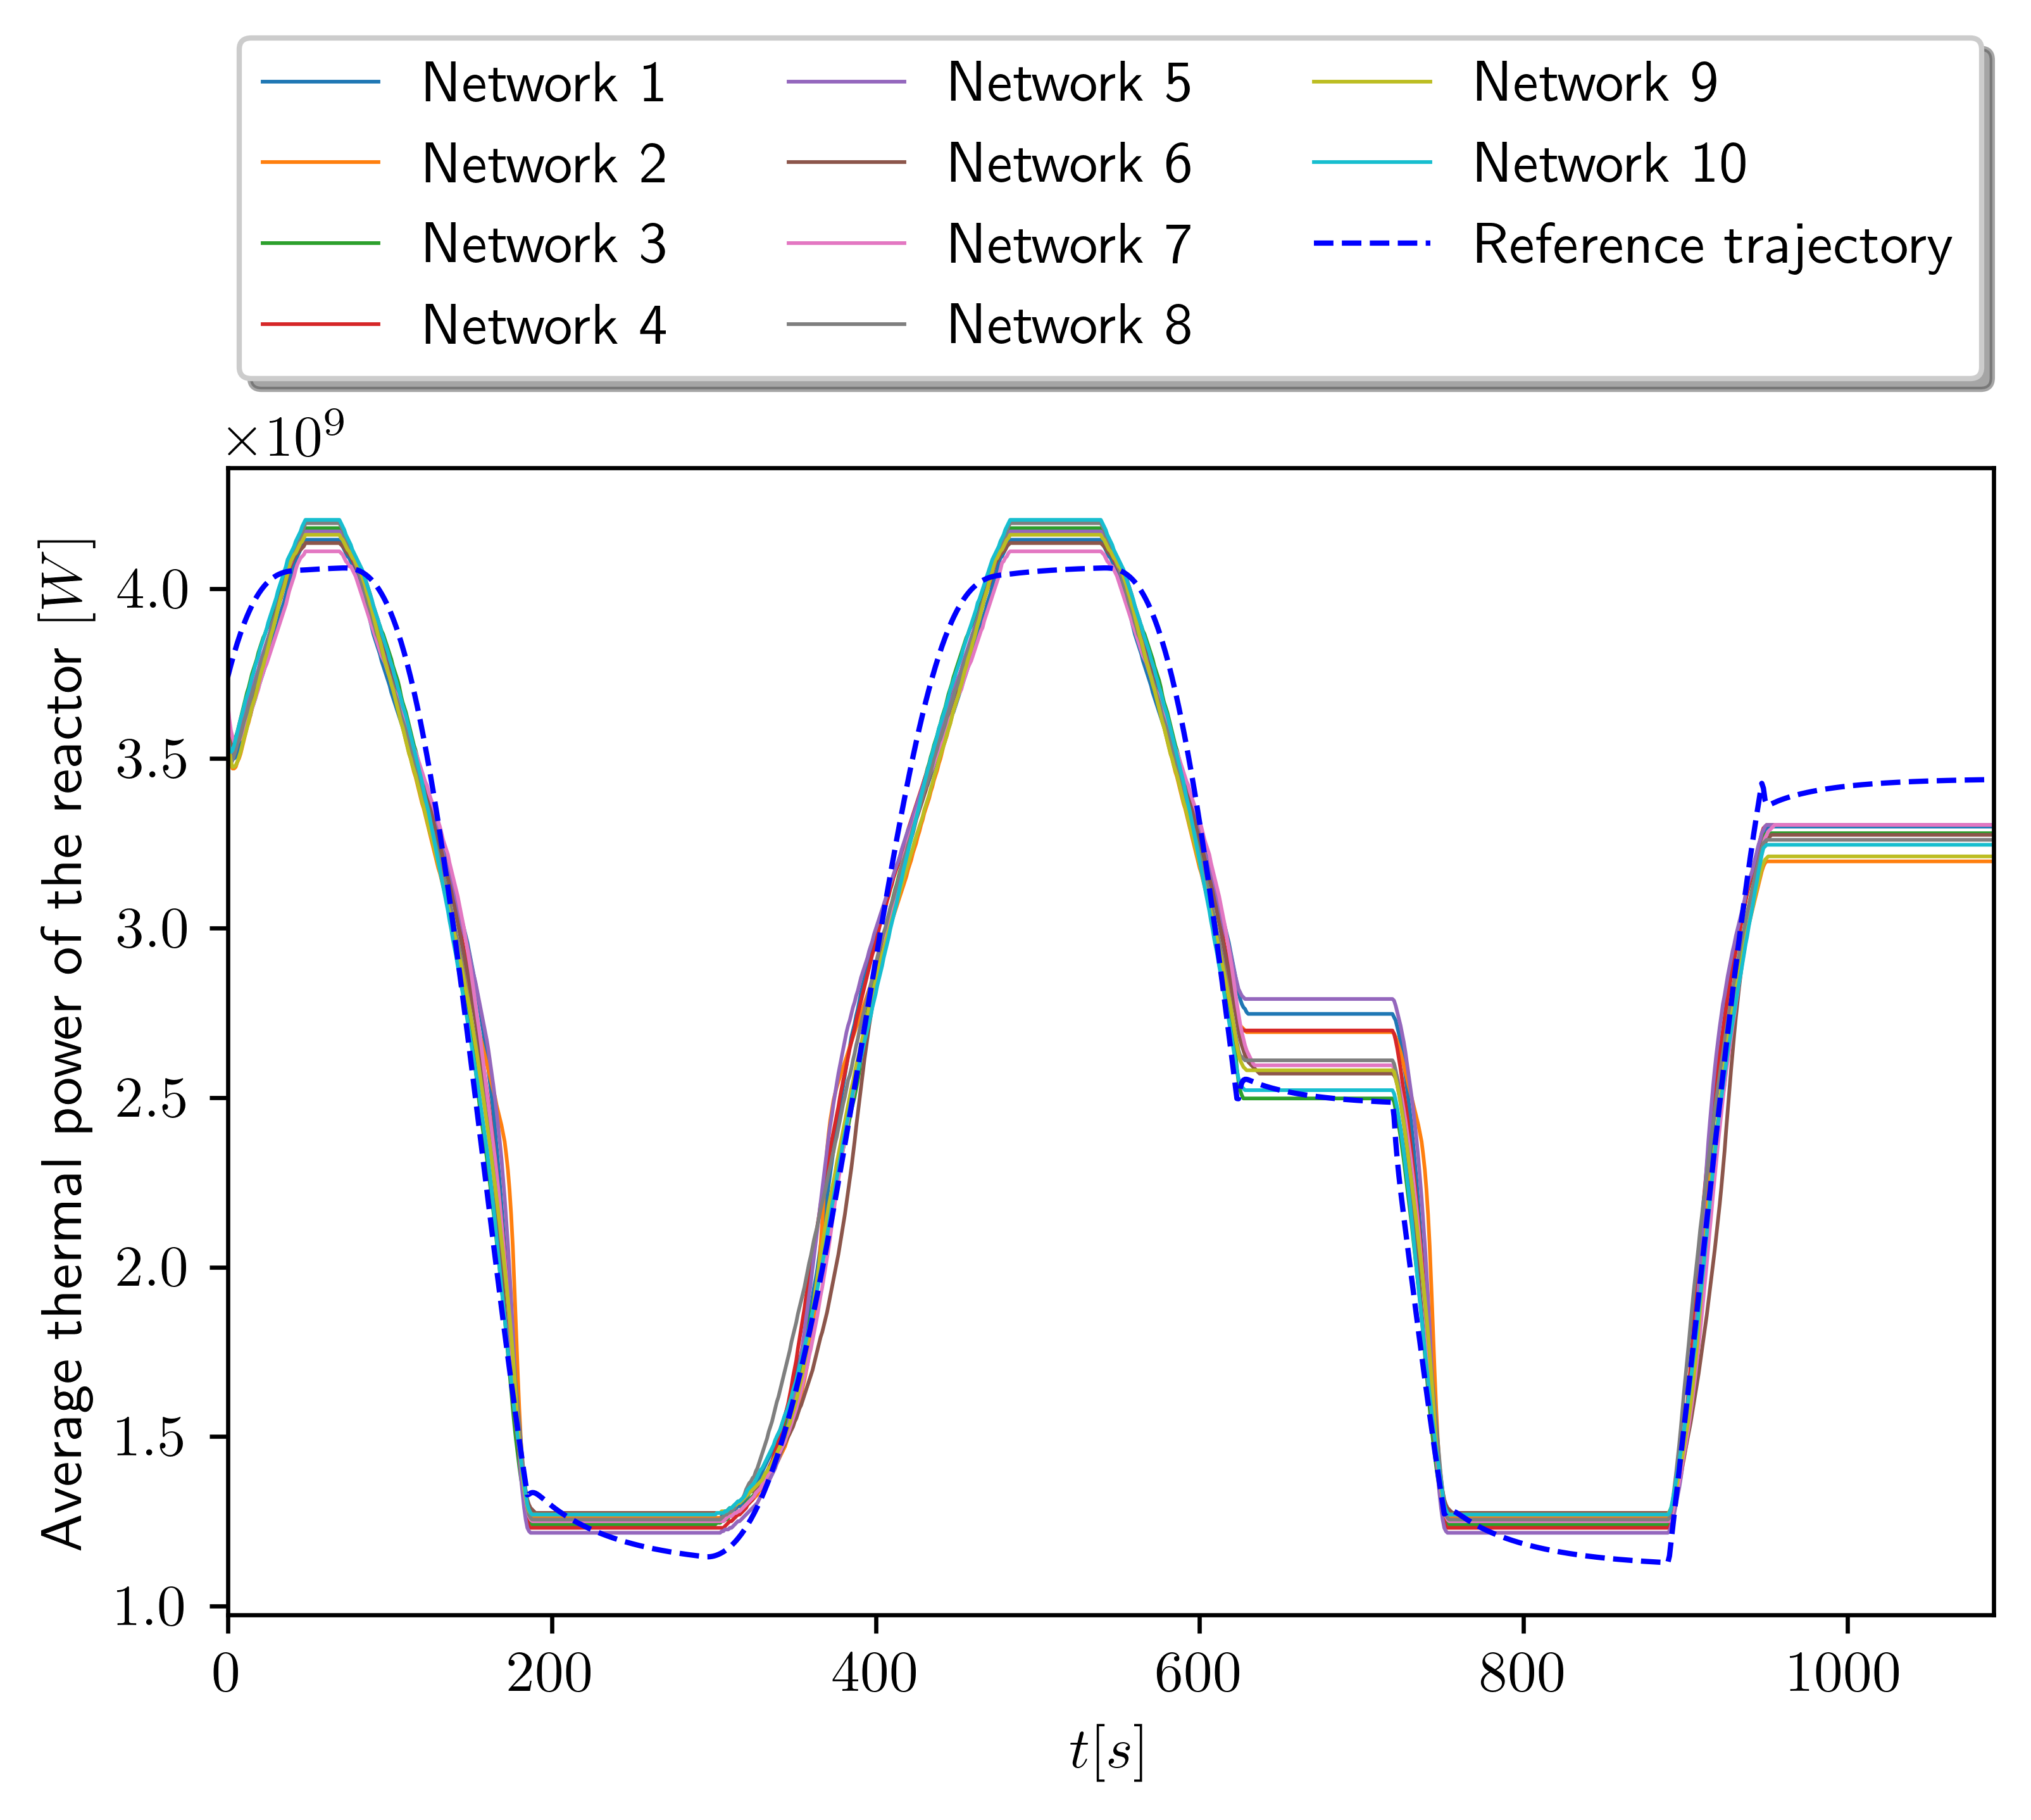 Network 1
Network 2
Network 3
Network 4
Network 5
Network 6
Network 7
Network 8
Network 9
Network 10
Reference trajectory
×10⁹
Average thermal power of the reactor [W]
4.0
3.5
3.0
2.5
2.0
1.5
1.0
0 200 400 600 800 1000
t[s]